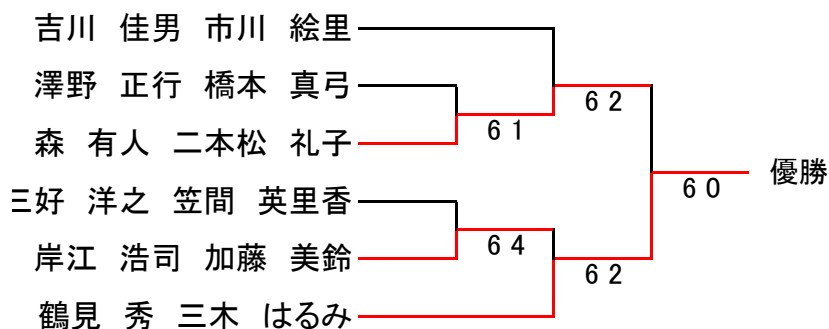 吉川 佳男 市川 絵里
澤野 正行 橋本 真弓
森 有人 二本松 礼子
三好 洋之 笠間 英里香
岸江 浩司 加藤 美鈴
鶴見 秀 三木 はるみ
6 1
6 4
6 2
6 2
6 0
優勝